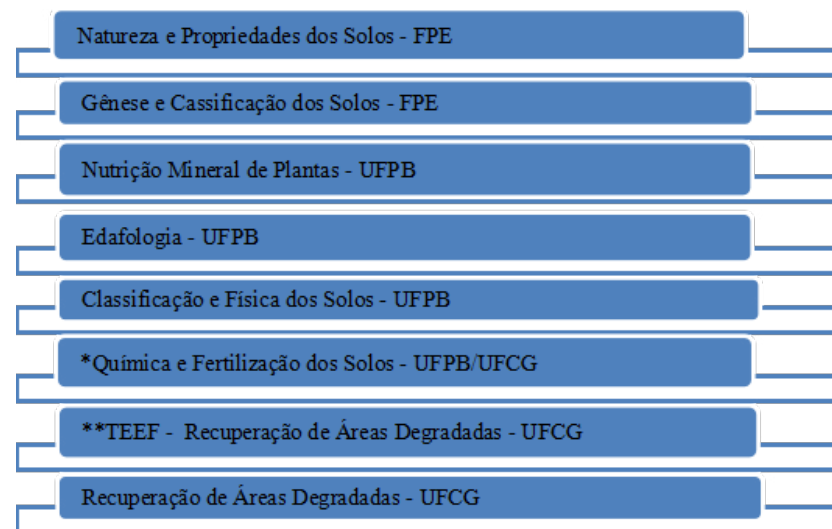 Natureza e Propriedades dos Solos - FPE
Gênese e Cassificação dos Solos - FPE
Nutrição Mineral de Plantas - UFPB
Edafologia - UFPB
Classificação e Física dos Solos - UFPB
*Química e Fertilização dos Solos - UFPB/UFCG
**TEEF - Recuperação de Áreas Degradadas - UFCG
Recuperação de Áreas Degradadas - UFCG